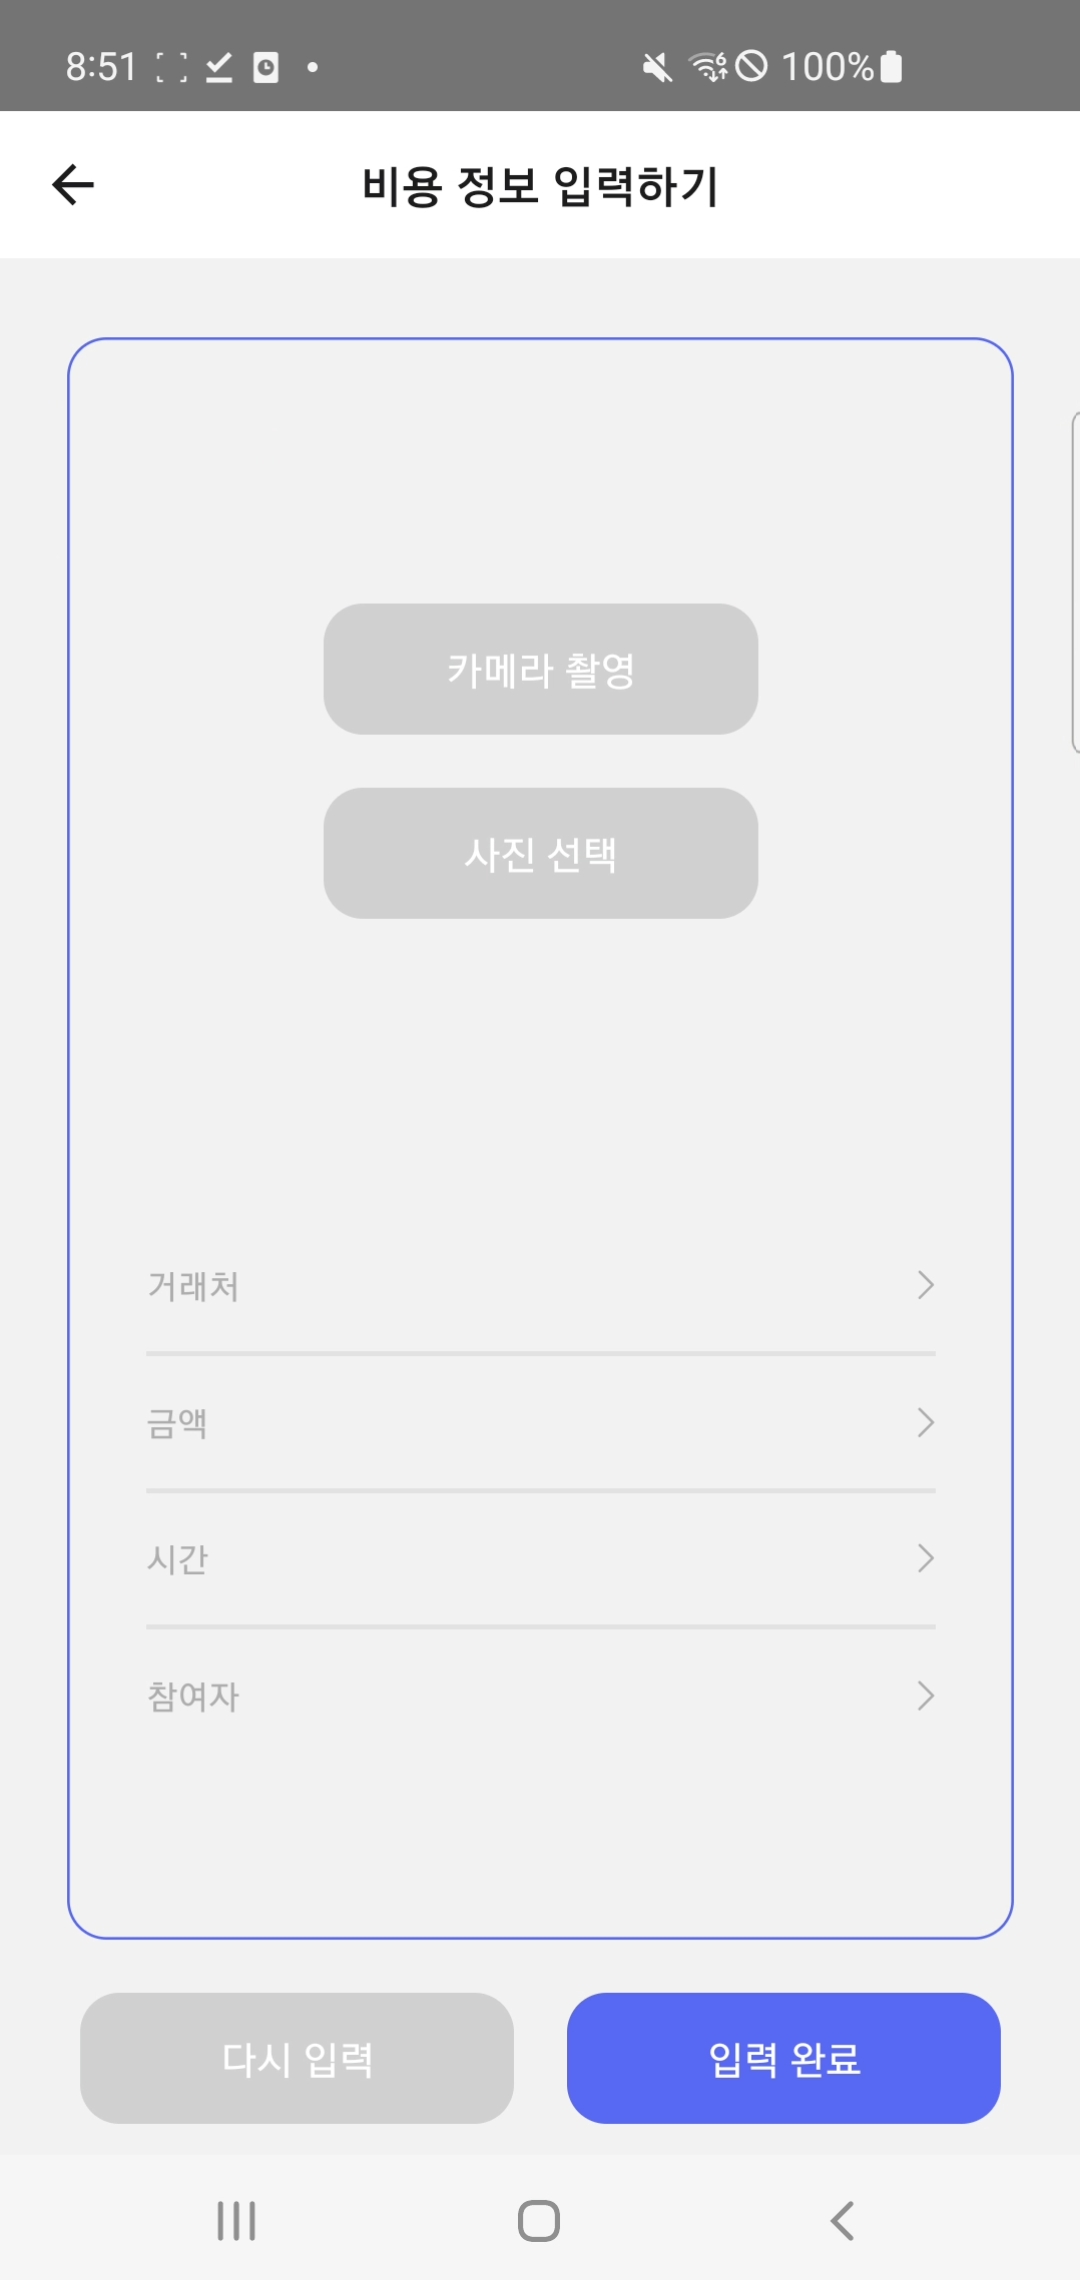 8:51 100%
비용 정보 입력하기
카메라 촬영
사진 선택
거래처
금액
시간
참여자
다시 입력 입력 완료